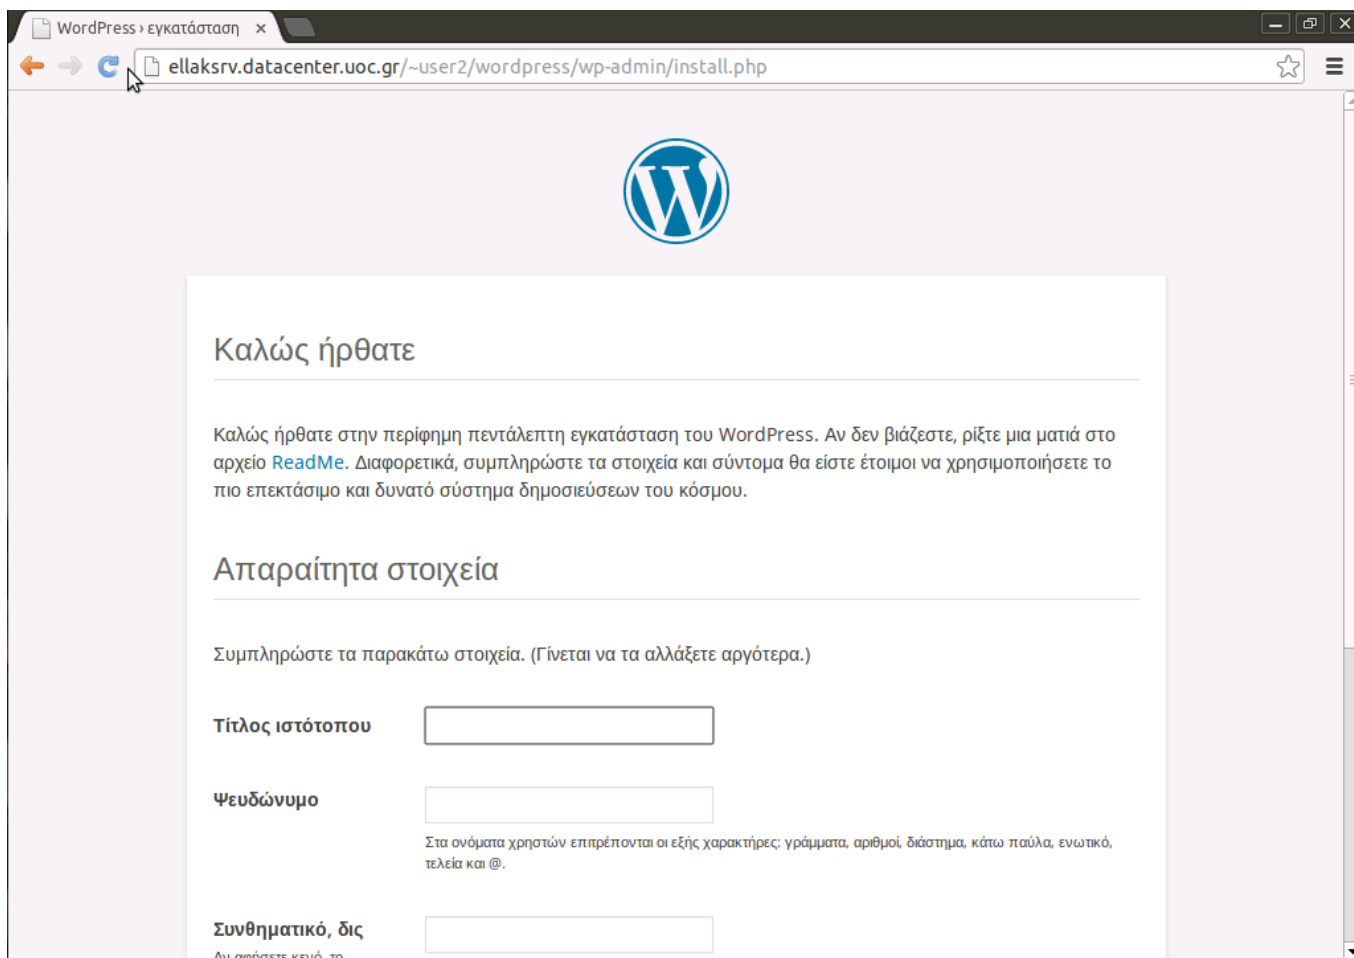 WordPress › εγκατάσταση
ellaksrv.datacenter.uoc.gr/~user2/wordpress/wp-admin/install.php
Καλώς ήρθατε
Καλώς ήρθατε στην περίφημη πεντάλεπτη εγκατάσταση του WordPress. Αν δεν βιάζεστε, ρίξτε μια ματιά στο
αρχείο ReadMe. Διαφορετικά, συμπληρώστε τα στοιχεία και σύντομα θα είστε έτοιμοι να χρησιμοποιήσετε το
πιο επεκτάσιμο και δυνατό σύστημα δημοσιεύσεων του κόσμου.
Απαραίτητα στοιχεία
Συμπληρώστε τα παρακάτω στοιχεία. (Γίνεται να τα αλλάξετε αργότερα.)
Τίτλος ιστότοπου
Ψευδώνυμο
Στα ονόματα χρηστών επιτρέπονται οι εξής χαρακτήρες: γράμματα, αριθμοί, διάστημα, κάτω παύλα, ενωτικό,
τελεία και @.
Συνθηματικό, δις
Αν αφήσετε κενό, το